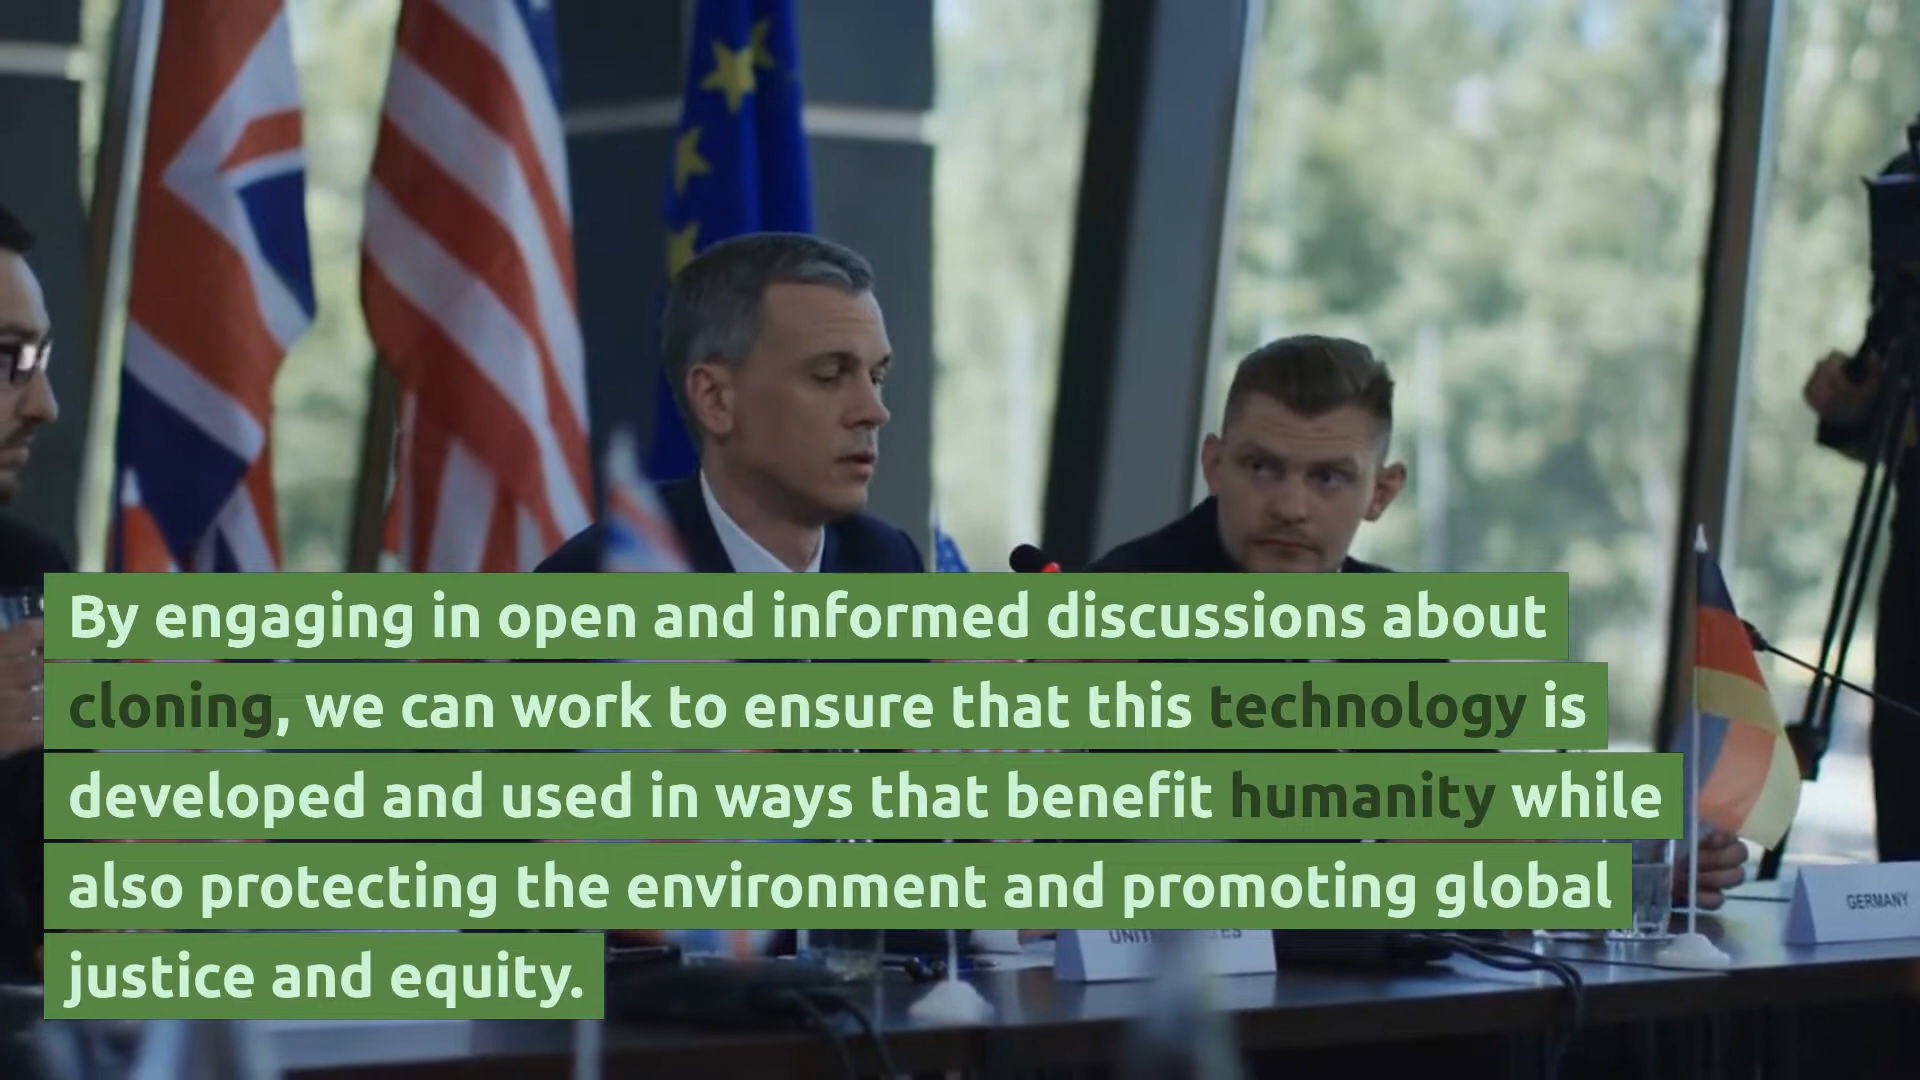 By engaging in open and informed discussions about
cloning, we can work to ensure that this technology is
developed and used in ways that benefit humanity while
also protecting the environment and promoting global
justice and equity.
GERMANY